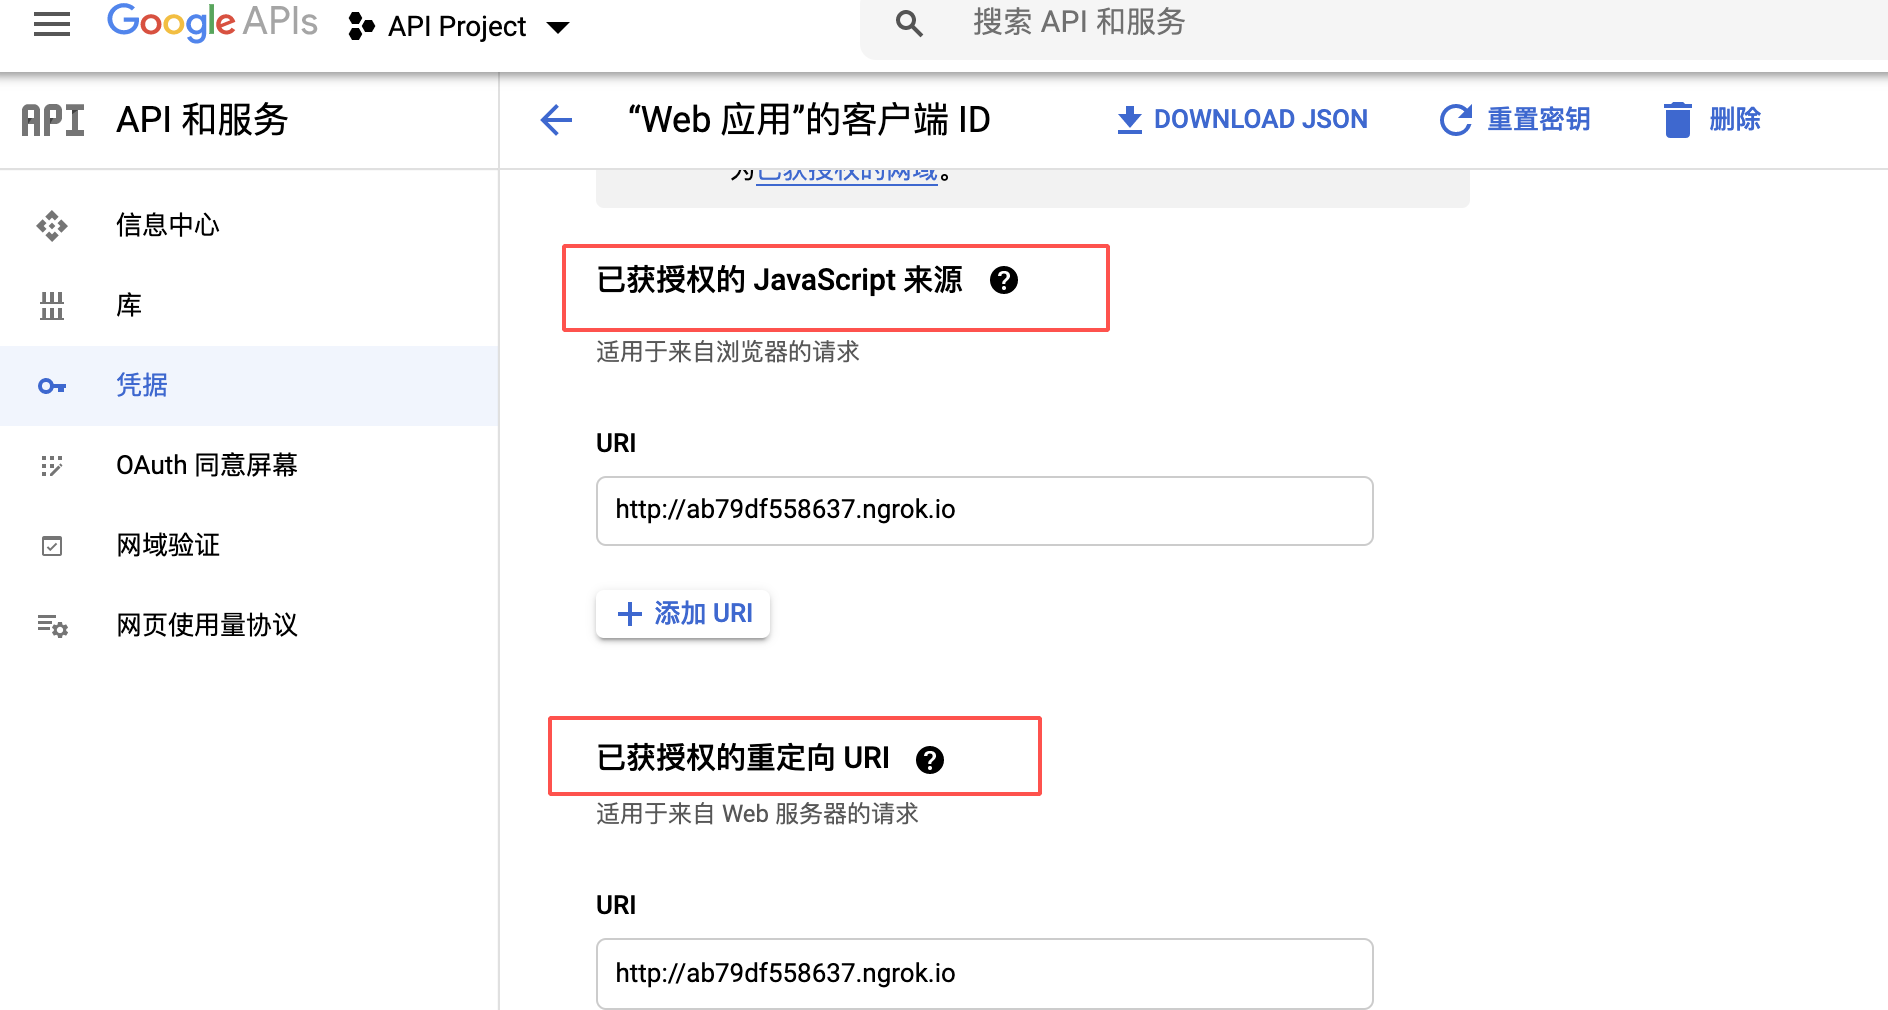 Google APIs
API Project
搜索 API 和服务
API
API 和服务
“Web 应用”的客户端 ID
DOWNLOAD JSON
重置密钥
删除
信息中心
库
凭据
OAuth 同意屏幕
网域验证
网页使用量协议
为已获授权的网域。
已获授权的 JavaScript 来源
适用于来自浏览器的请求
URI
http://ab79df558637.ngrok.io
添加 URI
已获授权的重定向 URI
适用于来自 Web 服务器的请求
URI
http://ab79df558637.ngrok.io